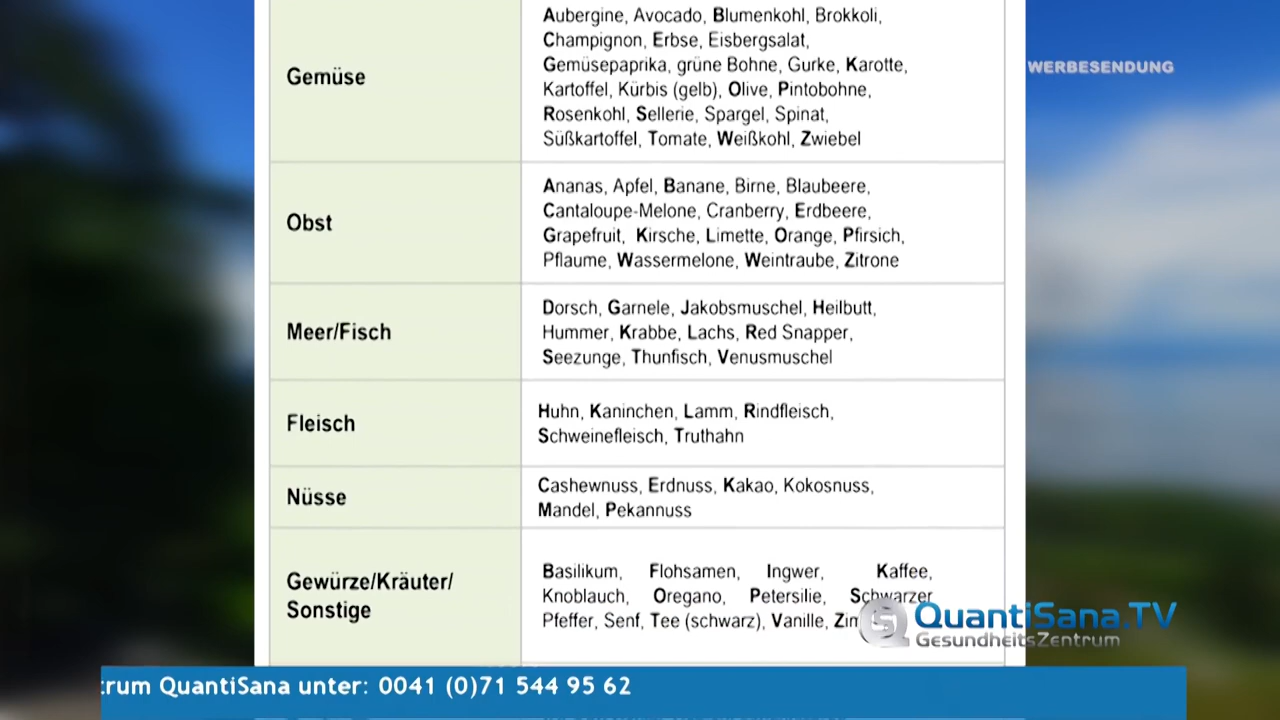 Aubergine, Avocado, Blumenkohl, Brokkoli,
Champignon, Erbse, Eisbergsalat,
Gemüse
Gemüsepaprika, grüne Bohne, Gurke, Karotte,
Kartoffel, Kürbis (gelb), Olive, Pintobohne,
Rosenkohl, Sellerie, Spargel, Spinat,
Süßkartoffel, Tomate, Weißkohl, Zwiebel
WERBESENDUNG
Obst
Ananas, Apfel, Banane, Birne, Blaubeere,
Cantaloupe-Melone, Cranberry, Erdbeere,
Grapefruit, Kirsche, Limette, Orange, Pfirsich,
Pflaume, Wassermelone, Weintraube, Zitrone
Meer/Fisch
Dorsch, Garnele, Jakobsmuschel, Heilbutt,
Hummer, Krabbe, Lachs, Red Snapper,
Seezunge, Thunfisch, Venusmuschel
Fleisch
Huhn, Kaninchen, Lamm, Rindfleisch,
Schweinefleisch, Truthahn
Nüsse
Cashewnuss, Erdnuss, Kakao, Kokosnuss,
Mandel, Pekannuss
Gewürze/Kräuter/
Sonstige
Basilikum, Flohsamen, Ingwer, Kaffee,
Knoblauch, Oregano, Petersilie, Schwarzer
Pfeffer, Senf, Tee (schwarz), Vanille,
QuantiSana.TV
GesundheitsZentrum
trum QuantiSana unter: 0041 (0)71 544 95 62